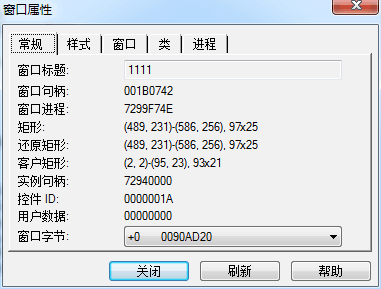 窗口属性
常规 样式 窗口 类 进程
窗口标题: 1111
窗口句柄: 001B0742
窗口进程: 7299F74E
矩形: (489, 231)-(586, 256), 97x25
还原矩形: (489, 231)-(586, 256), 97x25
客户矩形: (2, 2)-(95, 23), 93x21
实例句柄: 72940000
控件 ID: 0000001A
用户数据: 00000000
窗口字节: +0 0090AD20
关闭 刷新 帮助